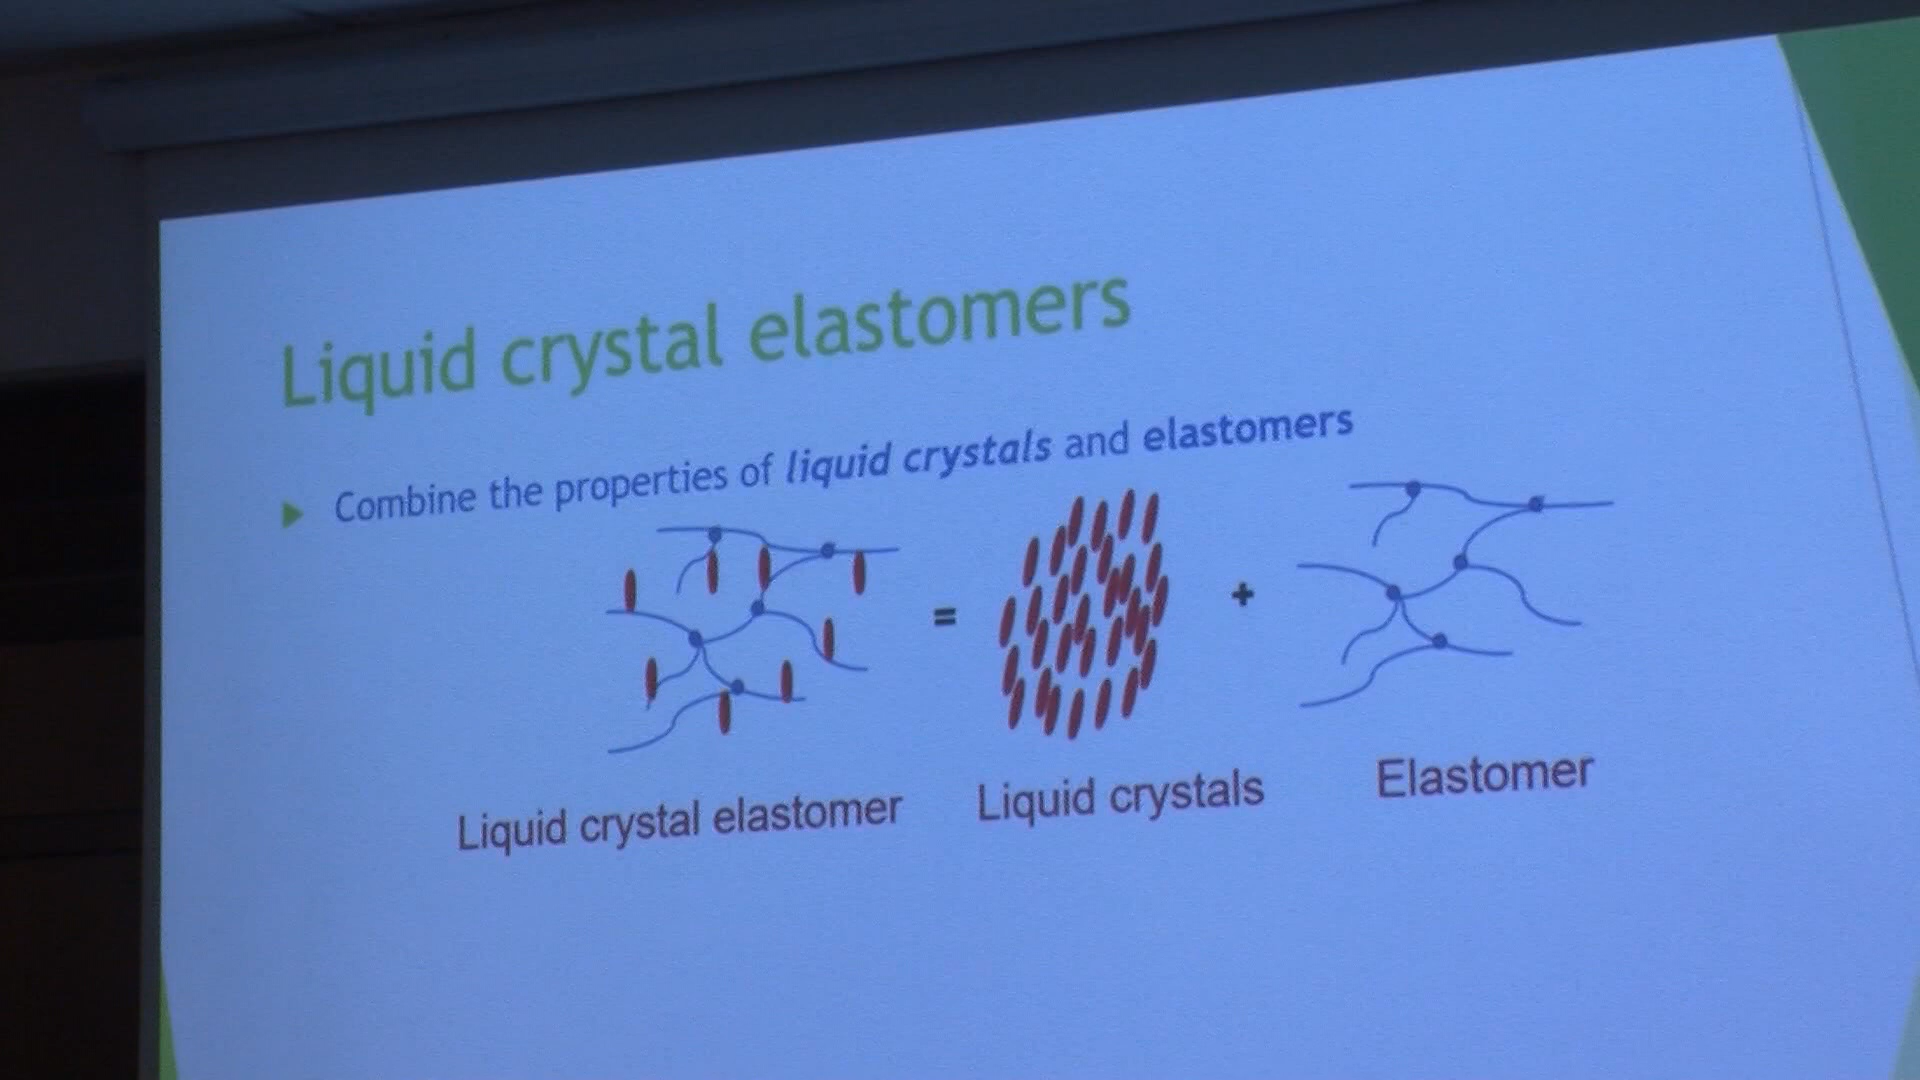 Liquid crystal elastomers
Combine the properties of liquid crystals and elastomers
= +
Liquid crystal elastomer Liquid crystals Elastomer